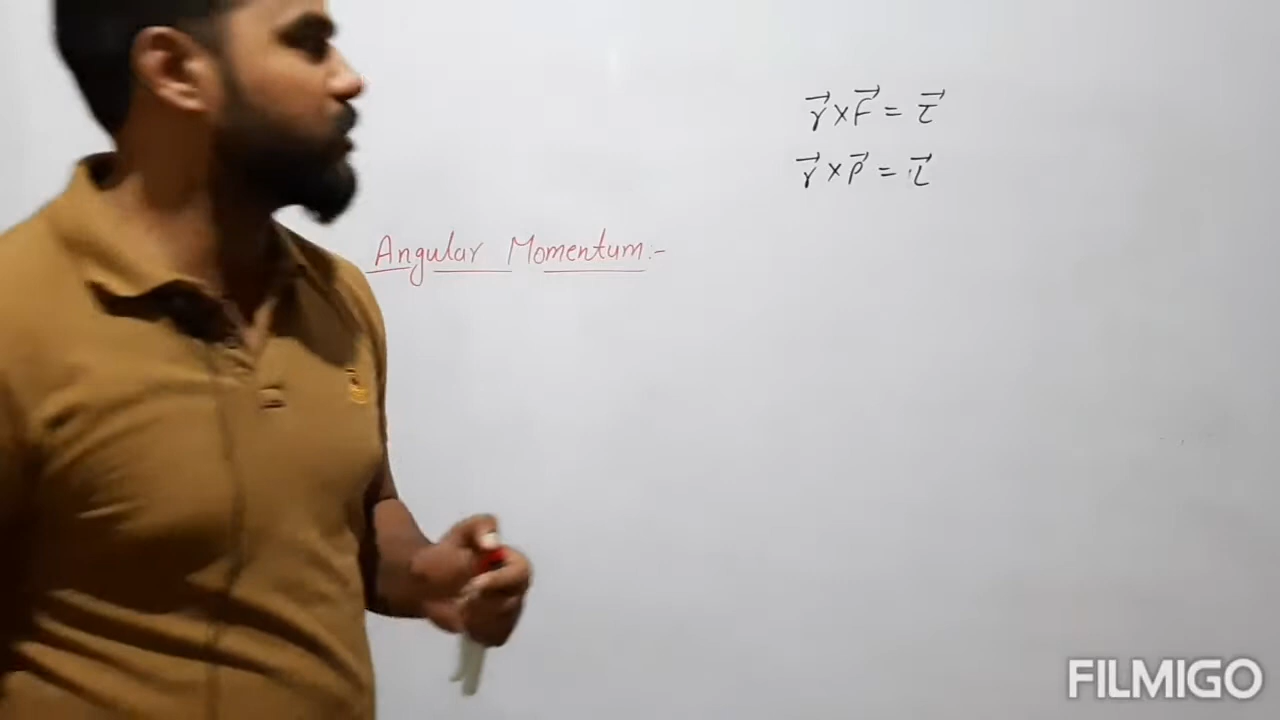 r⃗ × F⃗ = τ⃗
r⃗ × P⃗ = L⃗
Angular Momentum:-
FILMIGO